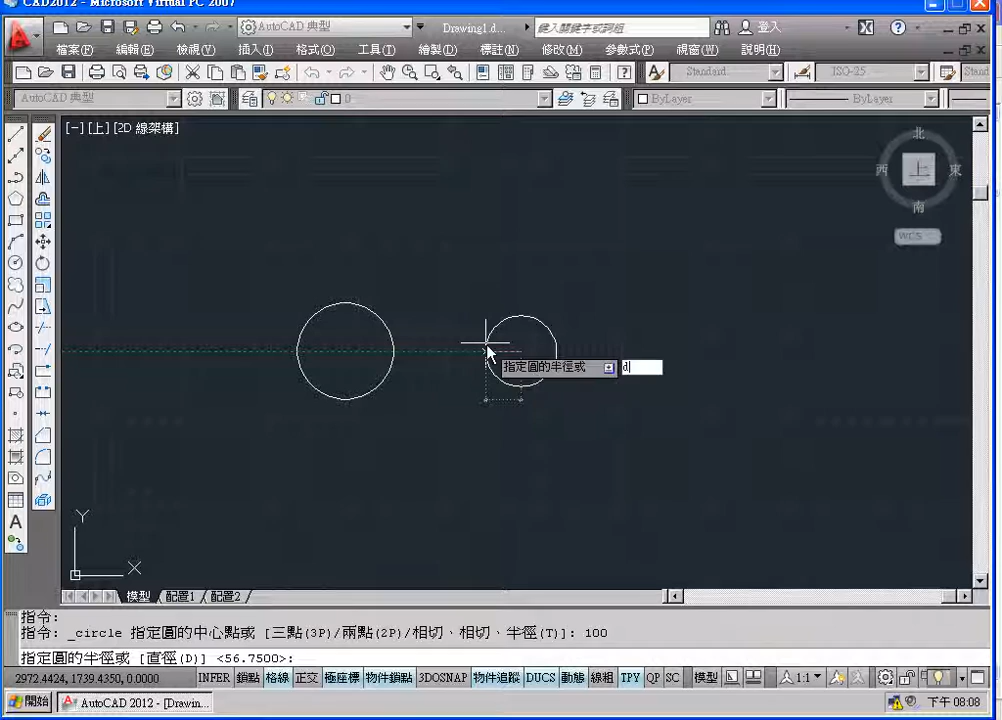 CAD2012 - Microsoft Virtual PC 2007
AutoCAD 典型 Drawing1.d... 輸入關鍵字或詞組 登入
檔案(F) 編輯(E) 檢視(V) 插入(I) 格式(O) 工具(T) 繪製(D) 標註(N) 修改(M) 參數式(P) 視窗(W) 說明(H)
Standard ISO-25 Stand
AutoCAD 典型 0 ByLayer ByLayer
[−] [上] [2D 線架構]
北
西 上 東
南
WCS
指定圓的半徑或 d
Y
X
模型 配置1 配置2
指令:
指令: _circle 指定圓的中心點或 [三點(3P)/兩點(2P)/相切、相切、半徑(T)]: 100
指定圓的半徑或 [直徑(D)] <56.7500>:
2972.4424, 1739.4350, 0.0000 INFER 鎖點 格線 正交 極座標 物件鎖點 3DOSNAP 物件追蹤 DUCS 動態 線粗 TPY QP SC 模型 1:1
開始 AutoCAD 2012 - [Drawin... 下午 08:08